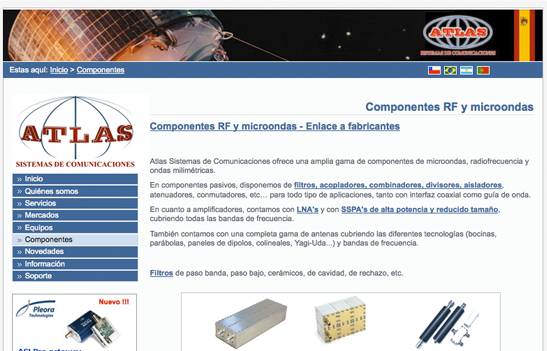 ATLAS
SISTEMAS DE COMUNICACIONES
Estas aquí: Inicio > Componentes
ATLAS
SISTEMAS DE COMUNICACIONES
» Inicio
» Quiénes somos
» Servicios
» Mercados
» Equipos
» Componentes
» Novedades
» Información
» Soporte
Pleora
Technologies
Nuevo !!!
Componentes RF y microondas
Componentes RF y microondas - Enlace a fabricantes
Atlas Sistemas de Comunicaciones ofrece una amplia gama de componentes de microondas, radiofrecuencia y
ondas milimétricas.
En componentes pasivos, disponemos de filtros, acopladores, combinadores, divisores, aisladores,
atenuadores, conmutadores, etc… para todo tipo de aplicaciones, tanto con interfaz coaxial como guía de onda.
En cuanto a amplificadores, contamos con LNA's y con SSPA's de alta potencia y reducido tamaño,
cubriendo todas las bandas de frecuencia.
También contamos con una completa gama de antenas cubriendo las diferentes tecnologías (bocinas,
parábolas, paneles de dipolos, colineales, Yagi-Uda...) y bandas de frecuencia.
Filtros de paso banda, paso bajo, cerámicos, de cavidad, de rechazo, etc.